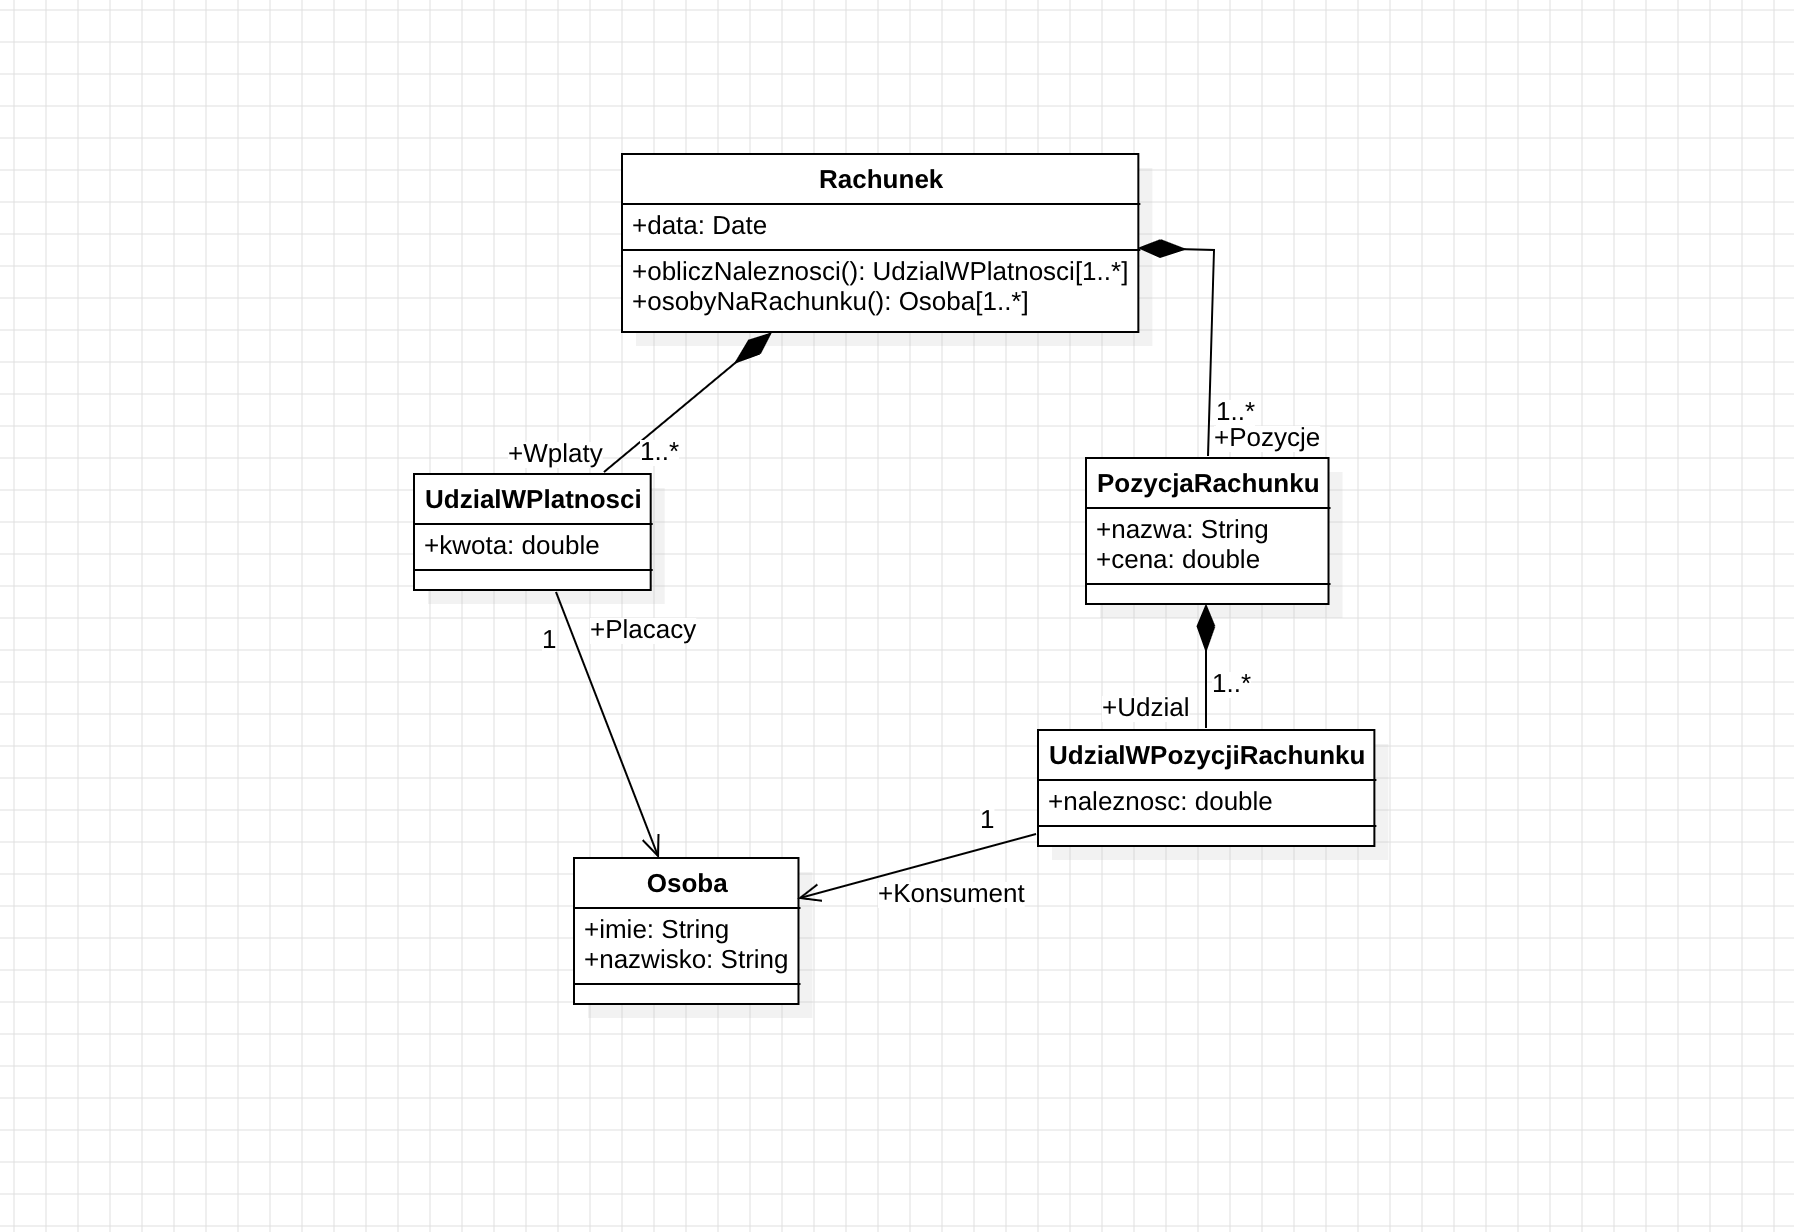 Rachunek
+data: Date
+obliczNaleznosci(): UdzialWPlatnosci[1..*]
+osobyNaRachunku(): Osoba[1..*]
1..*
+Pozycje
+Wplaty
1..*
UdzialWPlatnosci
+kwota: double
PozycjaRachunku
+nazwa: String
+cena: double
1
+Placacy
1..*
+Udzial
UdzialWPozycjiRachunku
+naleznosc: double
1
+Konsument
Osoba
+imie: String
+nazwisko: String